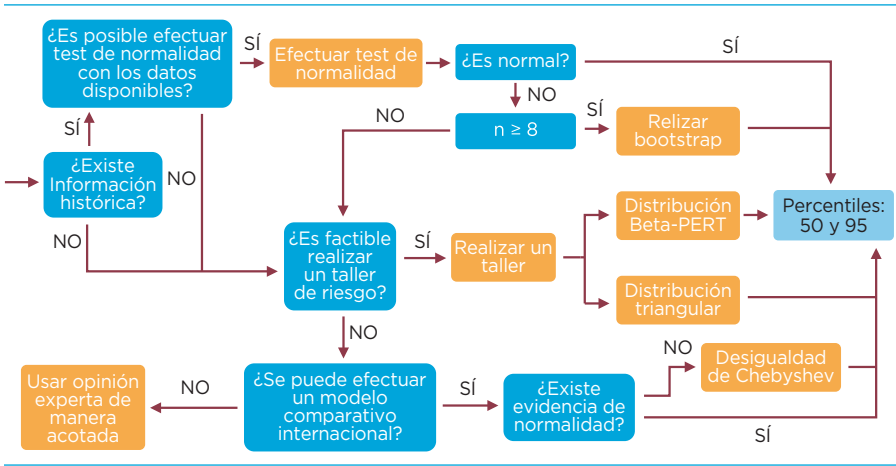 ¿Es posible efectuar
test de normalidad
con los datos
disponibles?
SÍ
Efectuar test de
normalidad
¿Es normal?
SÍ
NO
n ≥ 8
SÍ
Relizar
bootstrap
NO
SÍ
¿Existe
Información
histórica?
NO
NO
¿Es factible
realizar
un taller
de riesgo?
SÍ
Realizar un
taller
Distribución
Beta-PERT
Percentiles:
50 y 95
Distribución
triangular
NO
¿Se puede efectuar
un modelo
comparativo
internacional?
NO
Usar opinión
experta de
manera
acotada
SÍ
¿Existe
evidencia de
normalidad?
NO
Desigualdad
de Chebyshev
SÍ